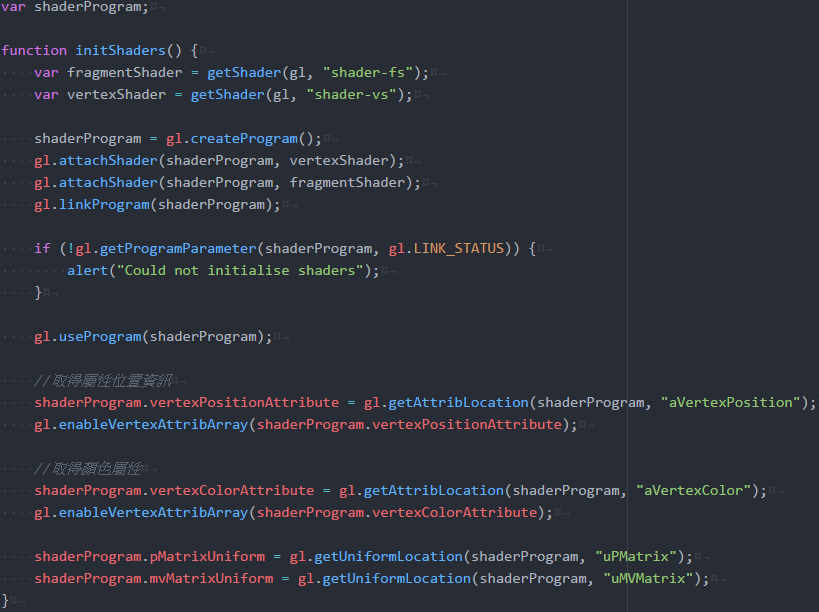 var shaderProgram;
function initShaders() {
var fragmentShader = getShader(gl, "shader-fs");
var vertexShader = getShader(gl, "shader-vs");
shaderProgram = gl.createProgram();
gl.attachShader(shaderProgram, vertexShader);
gl.attachShader(shaderProgram, fragmentShader);
gl.linkProgram(shaderProgram);
if (!gl.getProgramParameter(shaderProgram, gl.LINK_STATUS)) {
alert("Could not initialise shaders");
}
gl.useProgram(shaderProgram);
//取得屬性位置資訊
shaderProgram.vertexPositionAttribute = gl.getAttribLocation(shaderProgram, "aVertexPosition");
gl.enableVertexAttribArray(shaderProgram.vertexPositionAttribute);
//取得顏色屬性
shaderProgram.vertexColorAttribute = gl.getAttribLocation(shaderProgram, "aVertexColor");
gl.enableVertexAttribArray(shaderProgram.vertexColorAttribute);
shaderProgram.pMatrixUniform = gl.getUniformLocation(shaderProgram, "uPMatrix");
shaderProgram.mvMatrixUniform = gl.getUniformLocation(shaderProgram, "uMVMatrix");
}